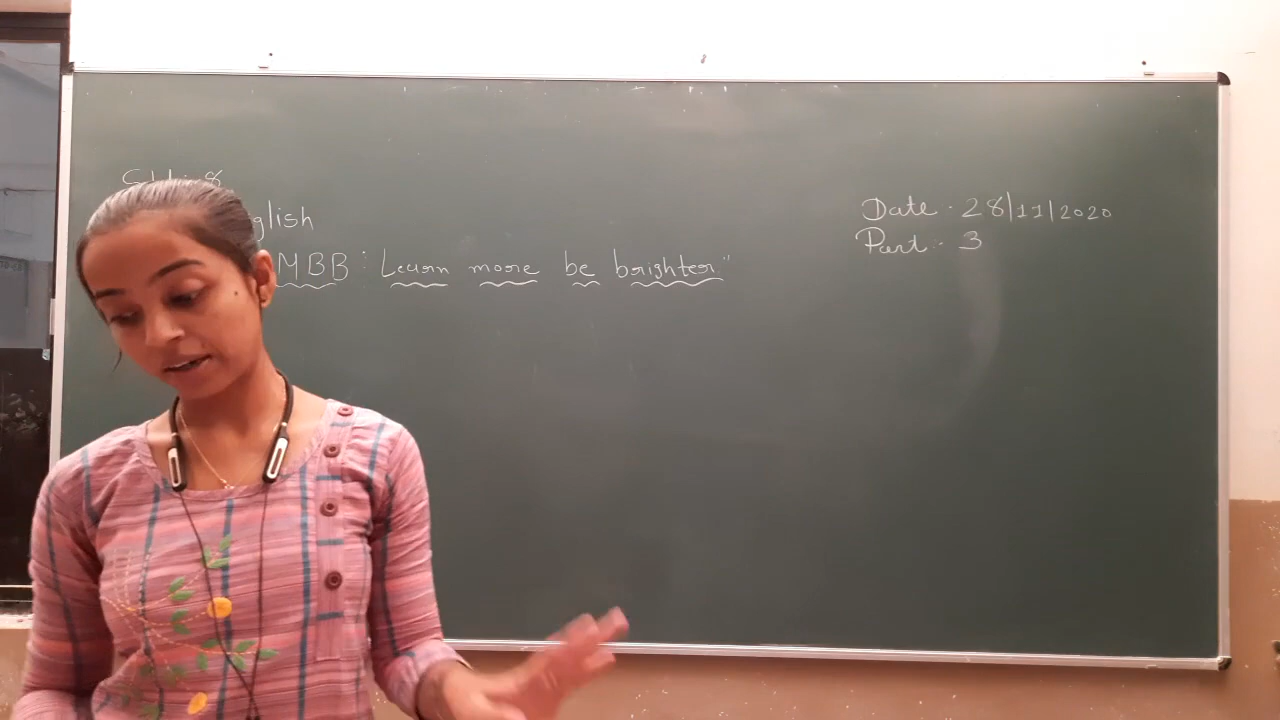 glish
MBB : Learn more be brighter."
Date - 28/11/2020
Part :- 3